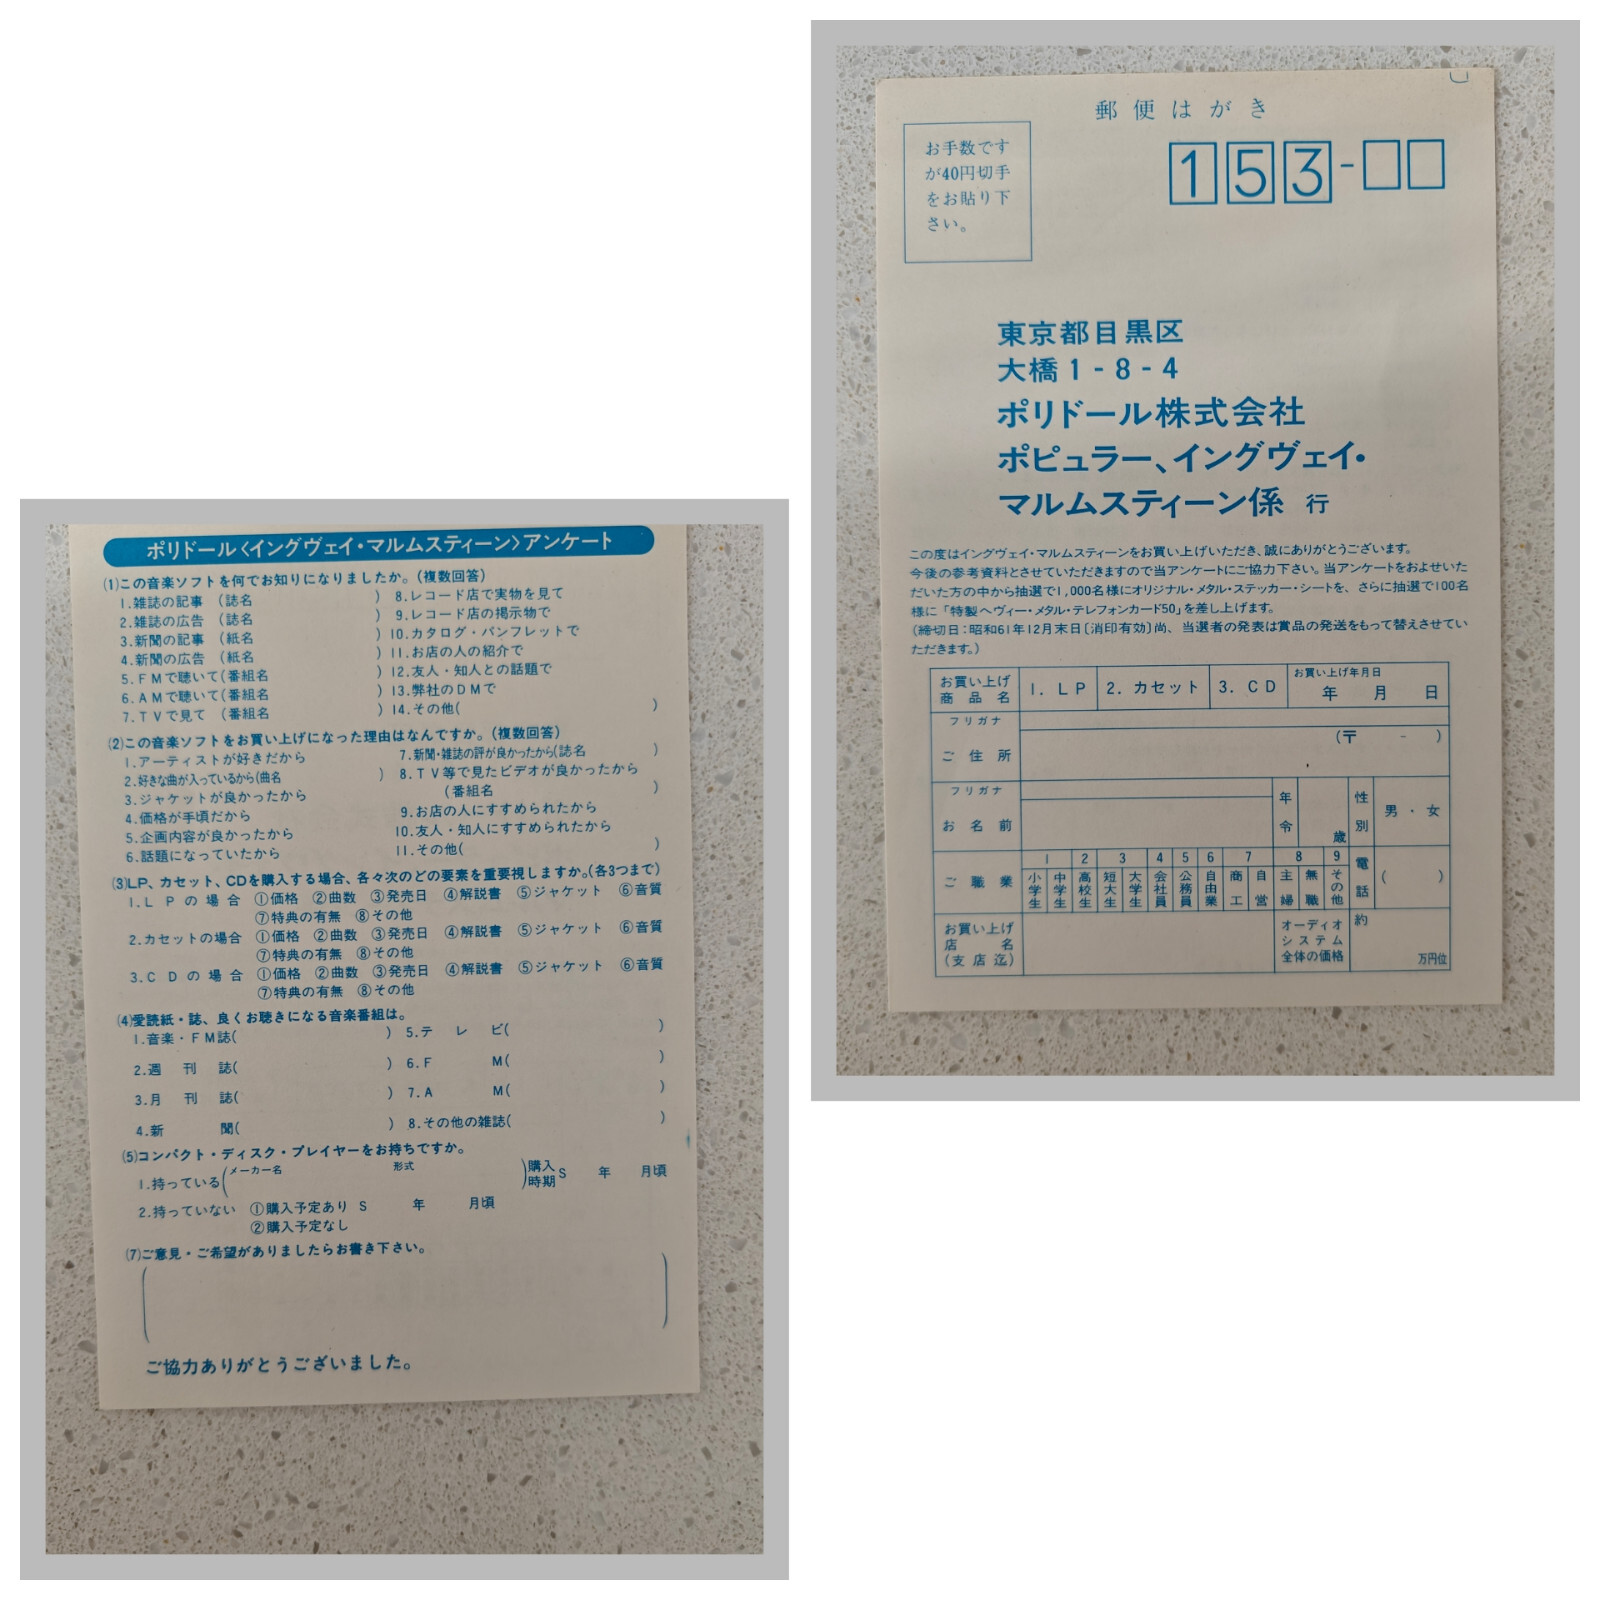 ポリドール〈イングヴェイ・マルムスティーン〉アンケート
(1)この音楽ソフトを何でお知りになりましたか。(複数回答)
1.雑誌の記事 (誌名 ) 8.レコード店で実物を見て
2.雑誌の広告 (誌名 ) 9.レコード店の掲示物で
3.新聞の記事 (紙名 ) 10.カタログ・パンフレットで
4.新聞の広告 (紙名 ) 11.お店の人の紹介で
5.FMで聴いて(番組名 ) 12.友人・知人との話題で
6.AMで聴いて(番組名 ) 13.弊社のDMで
7.TVで見て (番組名 ) 14.その他( )
(2)この音楽ソフトをお買い上げになった理由はなんですか。(複数回答)
1.アーティストが好きだから 7.新聞・雑誌の評が良かったから(誌名 )
2.好きな曲が入っているから(曲名 ) 8.TV等で見たビデオが良かったから
3.ジャケットが良かったから (番組名 )
4.価格が手頃だから 9.お店の人にすすめられたから
5.企画内容が良かったから 10.友人・知人にすすめられたから
6.話題になっていたから 11.その他( )
(3)LP、カセット、CDを購入する場合、各々次のどの要素を重要視しますか。(各3つまで)
1.LPの場合 ①価格 ②曲数 ③発売日 ④解説書 ⑤ジャケット ⑥音質
⑦特典の有無 ⑧その他
2.カセットの場合 ①価格 ②曲数 ③発売日 ④解説書 ⑤ジャケット ⑥音質
⑦特典の有無 ⑧その他
3.CDの場合 ①価格 ②曲数 ③発売日 ④解説書 ⑤ジャケット ⑥音質
⑦特典の有無 ⑧その他
(4)愛読紙・誌、良くお聴きになる音楽番組は。
1.音楽・FM誌( ) 5.テレビ( )
2.週刊誌( ) 6.FM( )
3.月刊誌( ) 7.AM( )
4.新聞( ) 8.その他の雑誌( )
(5)コンパクト・ディスク・プレイヤーをお持ちですか。
1.持っている(メーカー名 形式 )購入時期 S 年 月頃
2.持っていない ①購入予定あり S 年 月頃
②購入予定なし
(7)ご意見・ご希望がありましたらお書き下さい。
ご協力ありがとうございました。
郵便はがき
お手数です
が40円切手
をお貼り下
さい。
153-
東京都目黒区
大橋1-8-4
ポリドール株式会社
ポピュラー、イングヴェイ・
マルムスティーン係 行
この度はイングヴェイ・マルムスティーンをお買い上げいただき、誠にありがとうございます。
今後の参考資料とさせていただきますので当アンケートにご協力下さい。当アンケートをおよせいた
だいた方の中から抽選で1,000名様にオリジナル・メタル・ステッカー・シートを、さらに抽選で100名
様に「特製ヘヴィー・メタル・テレフォンカード50」を差し上げます。
(締切日:昭和61年12月末日〔消印有効〕尚、当選者の発表は賞品の発送をもって替えさせてい
ただきます。)
お買い上げ商品名 1. LP 2. カセット 3. CD お買い上げ年月日 年 月 日
フリガナ
ご住所 (〒 - )
フリガナ
お名前 年令 歳 性別 男・女
ご職業 1 2 3 4 5 6 7 8 9 電話 ( )
小学生 中学生 高校生 短大生 大学生 会社員 公務員 自由業 商工 自営 主婦 無職 その他
お買い上げ店名(支店迄) オーディオシステム全体の価格 約 万円位